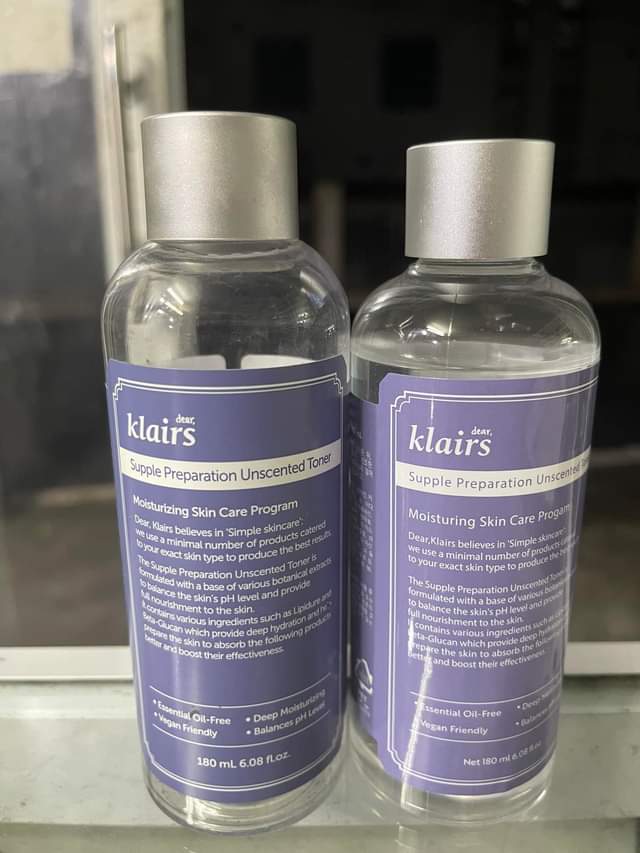 dear,
klairs
Supple Preparation Unscented Toner
Moisturizing Skin Care Program
Dear, Klairs believes in 'Simple skincare':
we use a minimal number of products catered
to your exact skin type to produce the best results.
The Supple Preparation Unscented Toner is
formulated with a base of various botanical extracts
to balance the skin's pH level and provide
full nourishment to the skin.
It contains various ingredients such as Lipidure and
Beta-Glucan which provide deep hydration and
prepare the skin to absorb the following products
better and boost their effectiveness.
• Essential Oil-Free • Deep Moisturizing
• Vegan Friendly • Balances pH Level
180 mL 6.08 fl.oz.
dear,
klairs
Supple Preparation Unscented
Moisturing Skin Care Progam
Dear,Klairs believes in 'Simple skincare':
we use a minimal number of products
to your exact skin type to produce the
The Supple Preparation Unscented Toner
formulated with a base of various
to balance the skin's pH level and provide
full nourishment to the skin.
It contains various ingredients such
Beta-Glucan which provide deep
prepare the skin to absorb the
better and boost their effectiveness.
• Essential Oil-Free • Deep
• Vegan Friendly • Balances
Net 180 ml 6.08 fl.oz